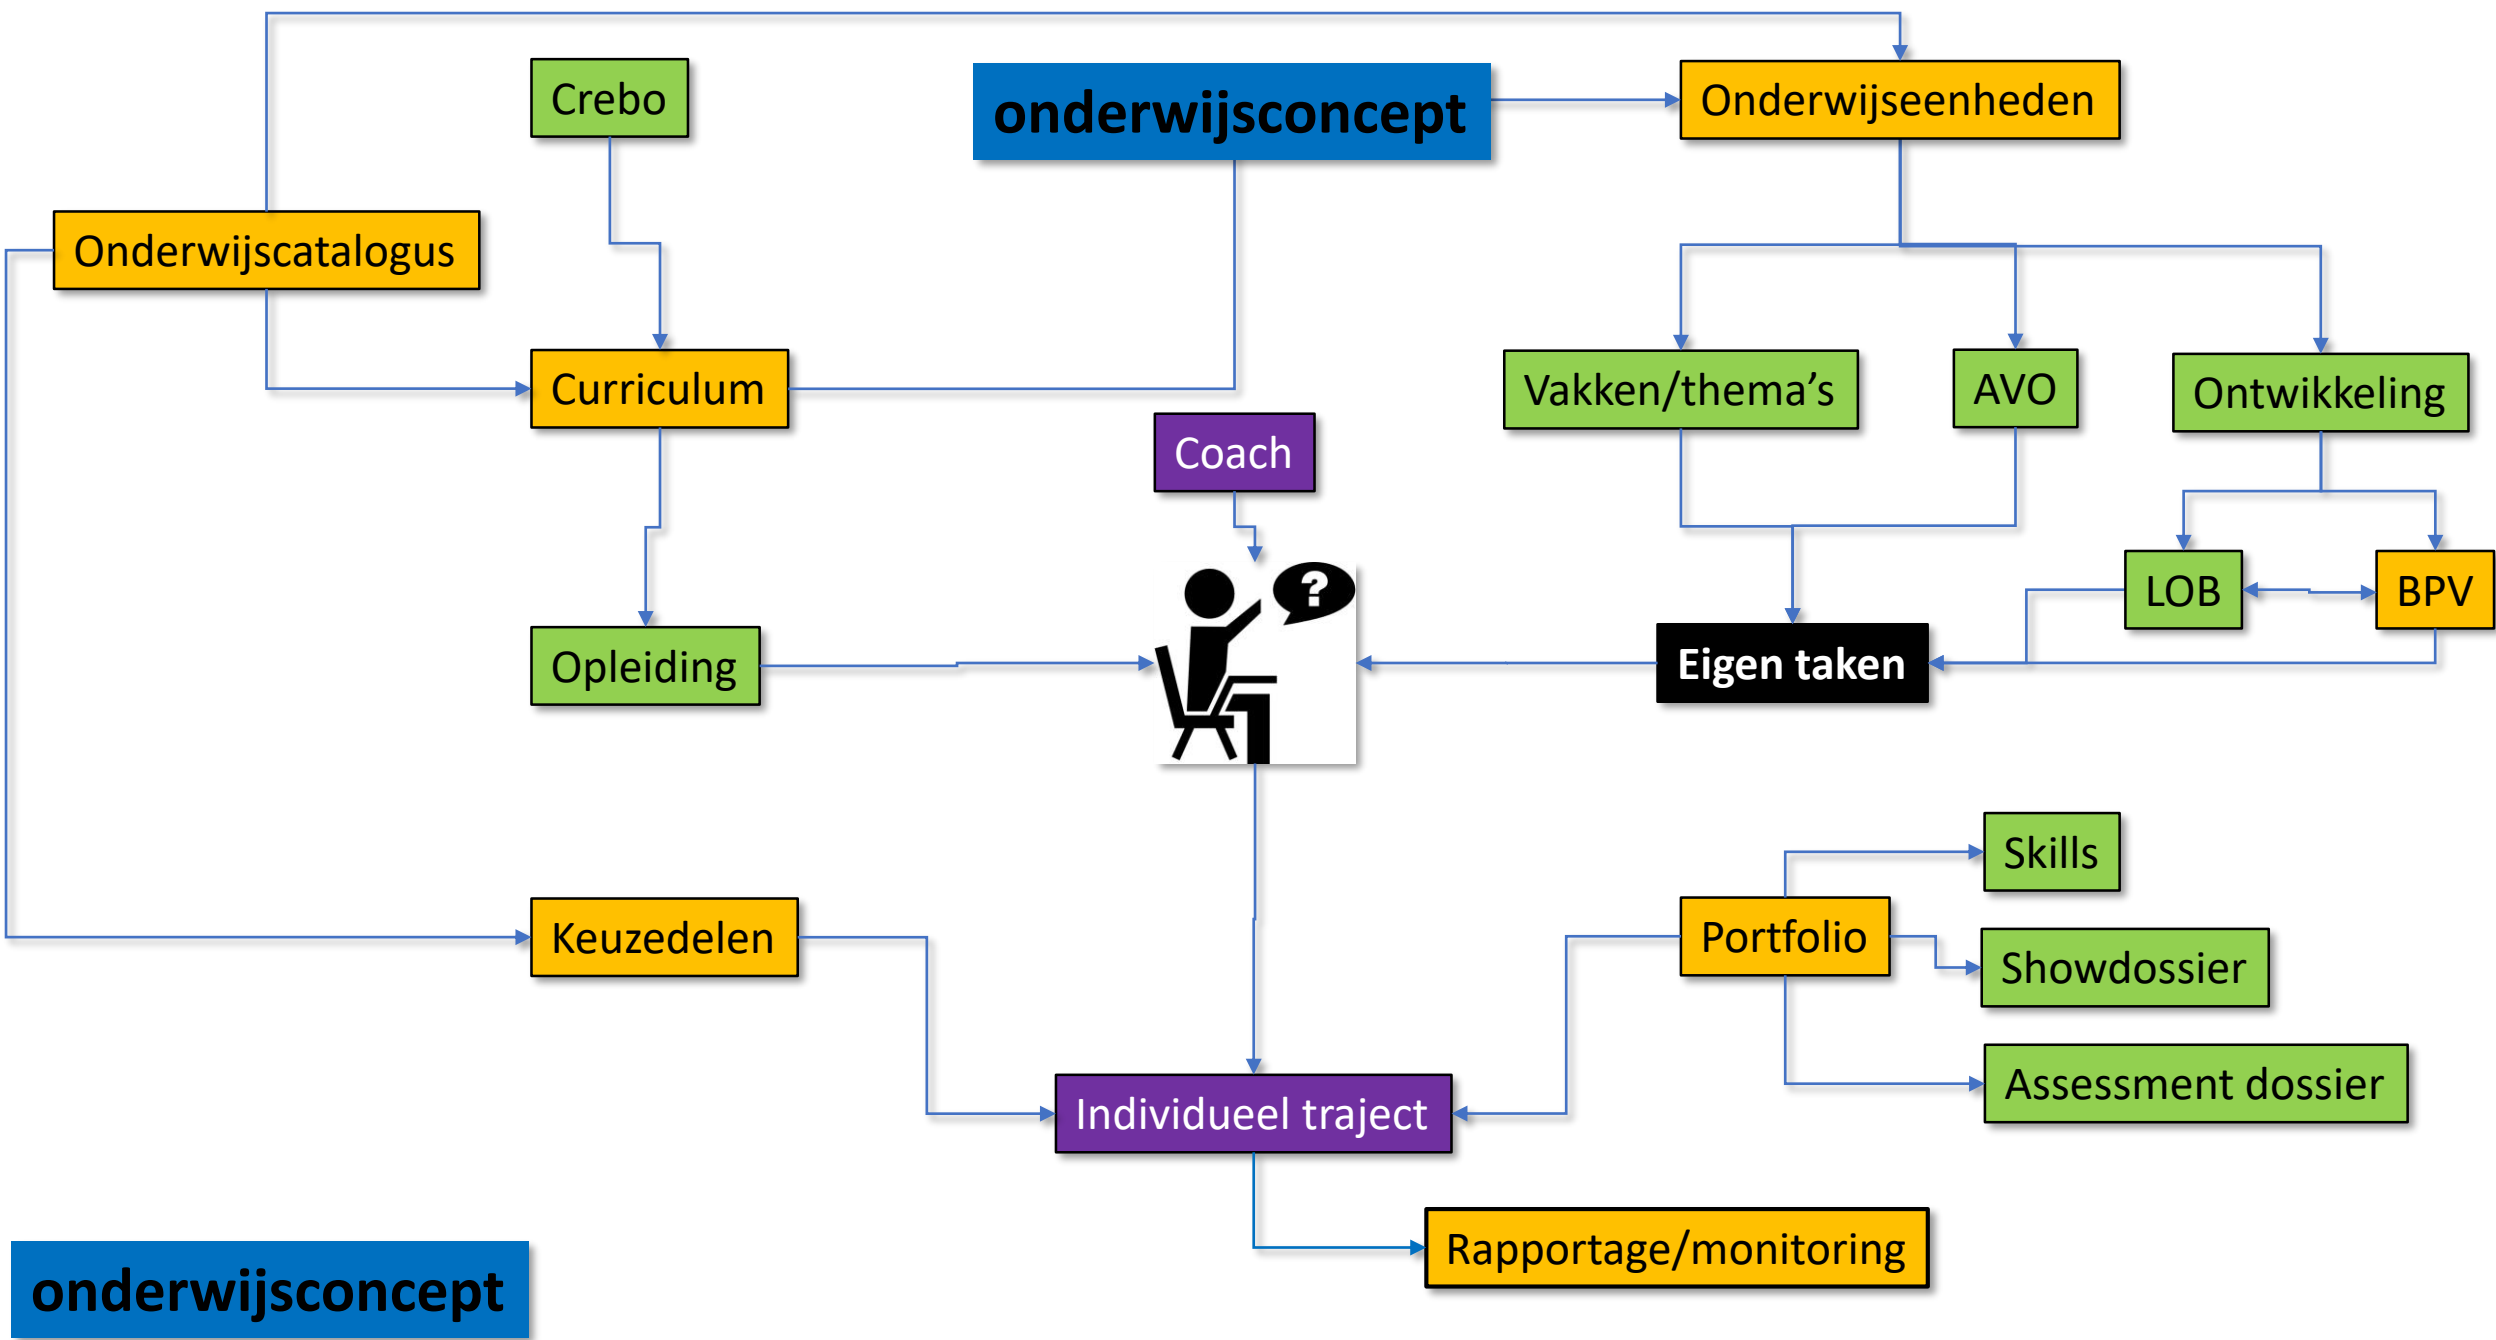 Crebo
onderwijsconcept
Onderwijseenheden
Onderwijscatalogus
Curriculum
Vakken/thema’s
AVO
Ontwikkeling
Coach
?
LOB
BPV
Opleiding
Eigen taken
Skills
Keuzedelen
Portfolio
Showdossier
Assessment dossier
Individueel traject
Rapportage/monitoring
onderwijsconcept